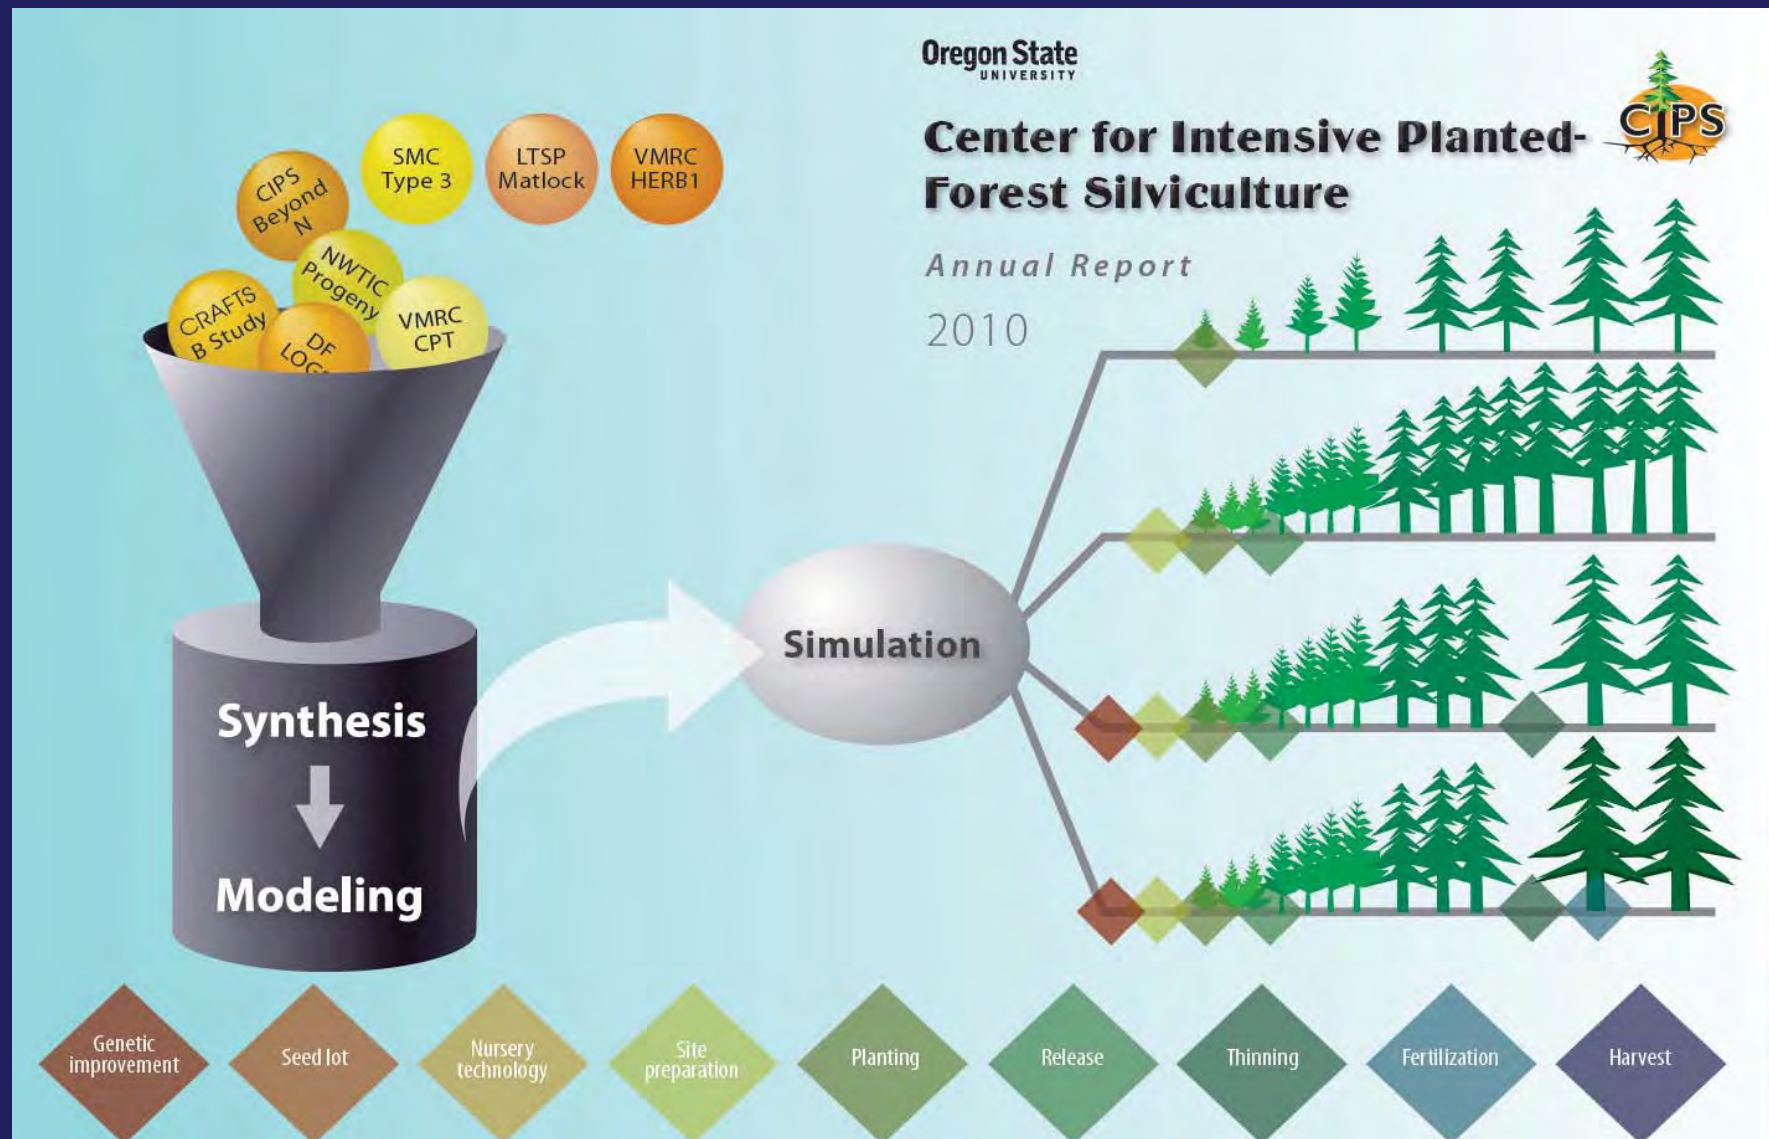 Oregon State
UNIVERSITY
CIPS
Center for Intensive Planted-
Forest Silviculture
Annual Report
2010
SMC
Type 3
LTSP
Matlock
VMRC
HERB1
CIPS
Beyond
N
NWTIC
Progeny
CRAFTS
B Study
DF
VMRC
CPT
Synthesis
Modeling
Simulation
Genetic
improvement
Seed lot
Nursery
technology
Site
preparation
Planting
Release
Thinning
Fertilization
Harvest